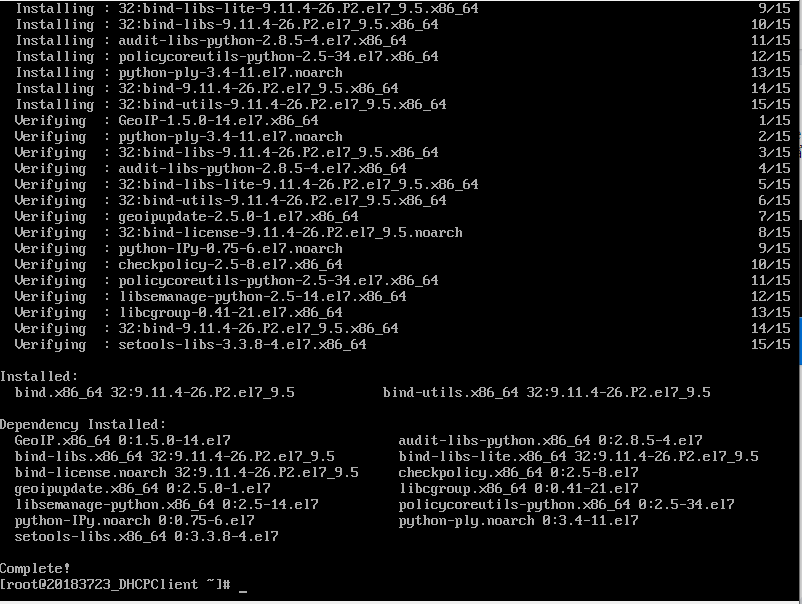 Installing : 32:bind-libs-lite-9.11.4-26.P2.el7_9.5.x86_64 9/15
Installing : 32:bind-libs-9.11.4-26.P2.el7_9.5.x86_64 10/15
Installing : audit-libs-python-2.8.5-4.el7.x86_64 11/15
Installing : policycoreutils-python-2.5-34.el7.x86_64 12/15
Installing : python-ply-3.4-11.el7.noarch 13/15
Installing : 32:bind-9.11.4-26.P2.el7_9.5.x86_64 14/15
Installing : 32:bind-utils-9.11.4-26.P2.el7_9.5.x86_64 15/15
Verifying : GeoIP-1.5.0-14.el7.x86_64 1/15
Verifying : python-ply-3.4-11.el7.noarch 2/15
Verifying : 32:bind-libs-9.11.4-26.P2.el7_9.5.x86_64 3/15
Verifying : audit-libs-python-2.8.5-4.el7.x86_64 4/15
Verifying : 32:bind-libs-lite-9.11.4-26.P2.el7_9.5.x86_64 5/15
Verifying : 32:bind-utils-9.11.4-26.P2.el7_9.5.x86_64 6/15
Verifying : geoipupdate-2.5.0-1.el7.x86_64 7/15
Verifying : 32:bind-license-9.11.4-26.P2.el7_9.5.noarch 8/15
Verifying : python-IPy-0.75-6.el7.noarch 9/15
Verifying : checkpolicy-2.5-8.el7.x86_64 10/15
Verifying : policycoreutils-python-2.5-34.el7.x86_64 11/15
Verifying : libsemanage-python-2.5-14.el7.x86_64 12/15
Verifying : libcgroup-0.41-21.el7.x86_64 13/15
Verifying : 32:bind-9.11.4-26.P2.el7_9.5.x86_64 14/15
Verifying : setools-libs-3.3.8-4.el7.x86_64 15/15
Installed:
bind.x86_64 32:9.11.4-26.P2.el7_9.5 bind-utils.x86_64 32:9.11.4-26.P2.el7_9.5
Dependency Installed:
GeoIP.x86_64 0:1.5.0-14.el7 audit-libs-python.x86_64 0:2.8.5-4.el7
bind-libs.x86_64 32:9.11.4-26.P2.el7_9.5 bind-libs-lite.x86_64 32:9.11.4-26.P2.el7_9.5
bind-license.noarch 32:9.11.4-26.P2.el7_9.5 checkpolicy.x86_64 0:2.5-8.el7
geoipupdate.x86_64 0:2.5.0-1.el7 libcgroup.x86_64 0:0.41-21.el7
libsemanage-python.x86_64 0:2.5-14.el7 policycoreutils-python.x86_64 0:2.5-34.el7
python-IPy.noarch 0:0.75-6.el7 python-ply.noarch 0:3.4-11.el7
setools-libs.x86_64 0:3.3.8-4.el7
Complete!
[root@20183723_DHCPClient ~]# _